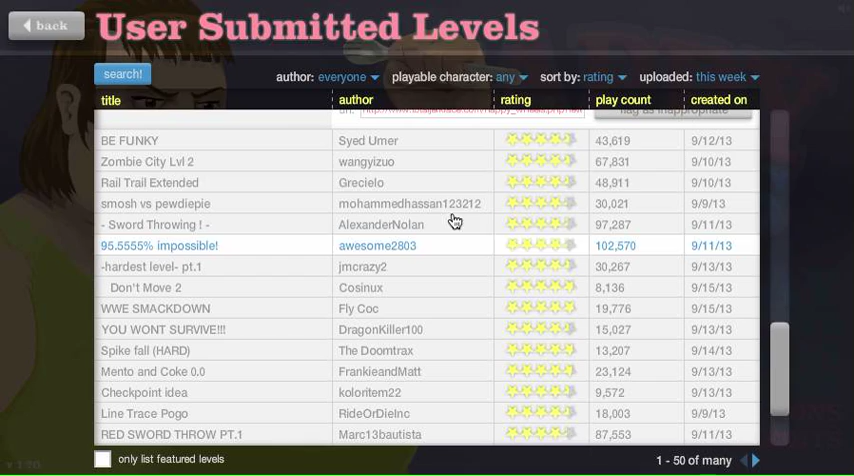 back
User Submitted Levels
search!
author: everyone playable character: any sort by: rating uploaded: this week
title author rating play count created on
BE FUNKY Syed Umer 43,619 9/12/13
Zombie City Lvl 2 wangyizuo 67,831 9/10/13
Rail Trail Extended Grecielo 48,911 9/10/13
smosh vs pewdiepie mohammedhassan123212 30,021 9/9/13
- Sword Throwing ! - AlexanderNolan 97,287 9/11/13
95.5555% impossible! awesome2803 102,570 9/11/13
-hardest level- pt.1 jmcrazy2 30,267 9/13/13
Don't Move 2 Cosinux 8,136 9/15/13
WWE SMACKDOWN Fly Coc 19,776 9/15/13
YOU WONT SURVIVE!!! DragonKiller100 15,027 9/13/13
Spike fall (HARD) The Doomtrax 13,207 9/14/13
Mento and Coke 0.0 FrankieandMatt 23,124 9/13/13
Checkpoint idea koloritem22 9,572 9/13/13
Line Trace Pogo RideOrDieInc 18,003 9/9/13
RED SWORD THROW PT.1 Marc13bautista 87,553 9/11/13
only list featured levels 1 - 50 of many